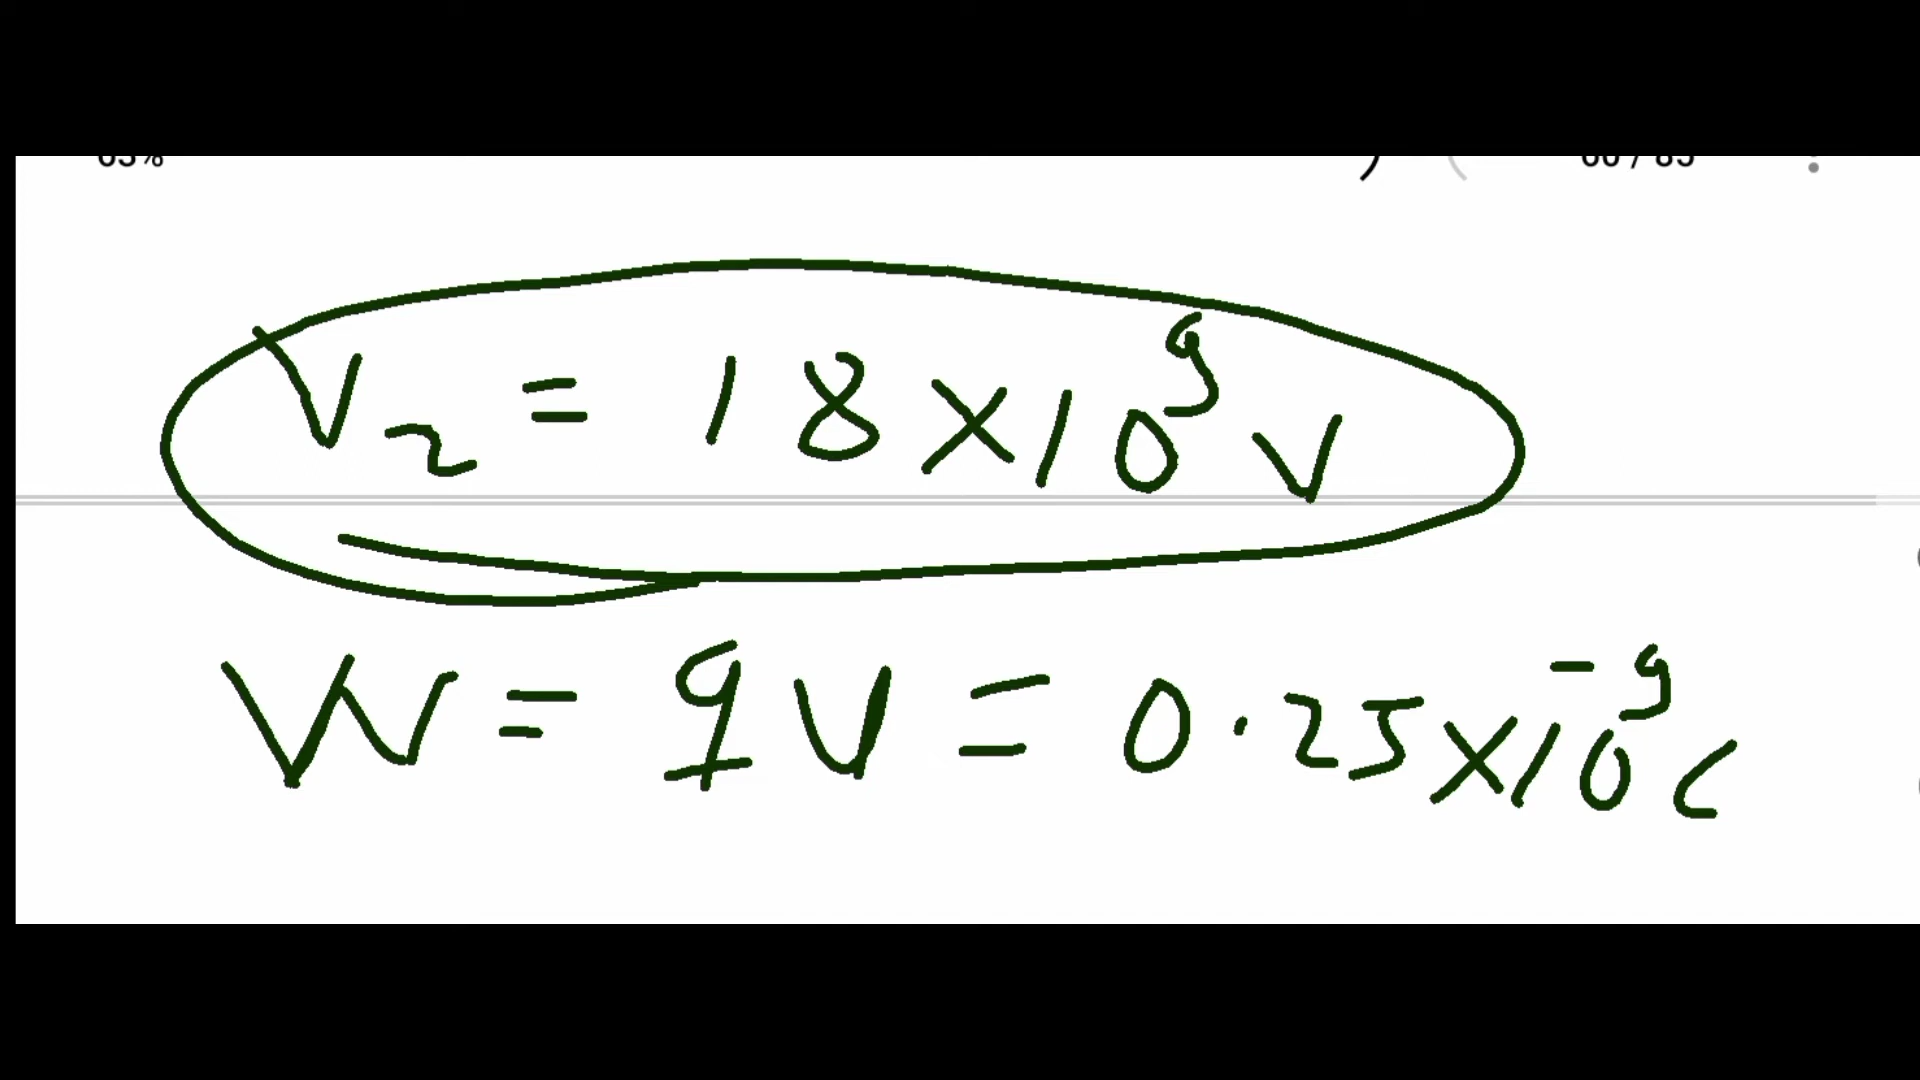 V₂ = 18×10⁹ V
W = qV = 0.25×10⁻⁹ C